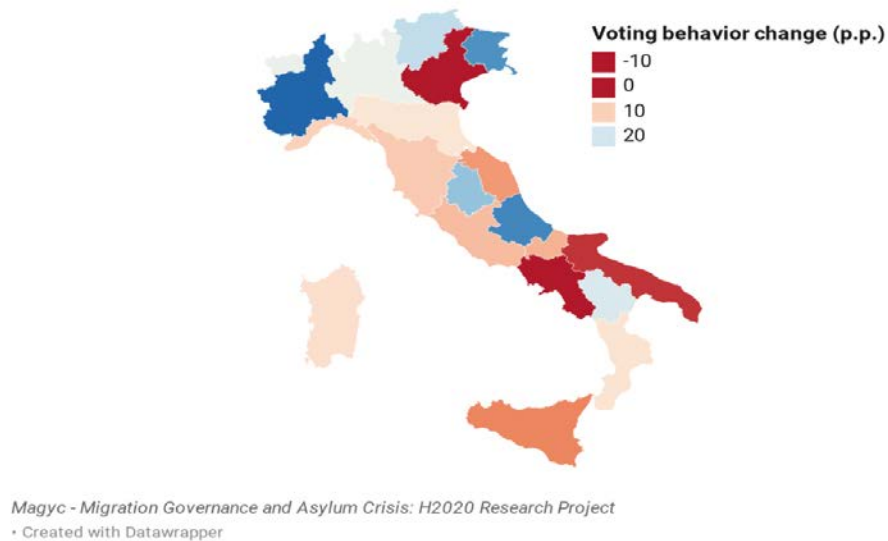 Voting behavior change (p.p.)
-10
0
10
20
Magyc - Migration Governance and Asylum Crisis: H2020 Research Project
• Created with Datawrapper